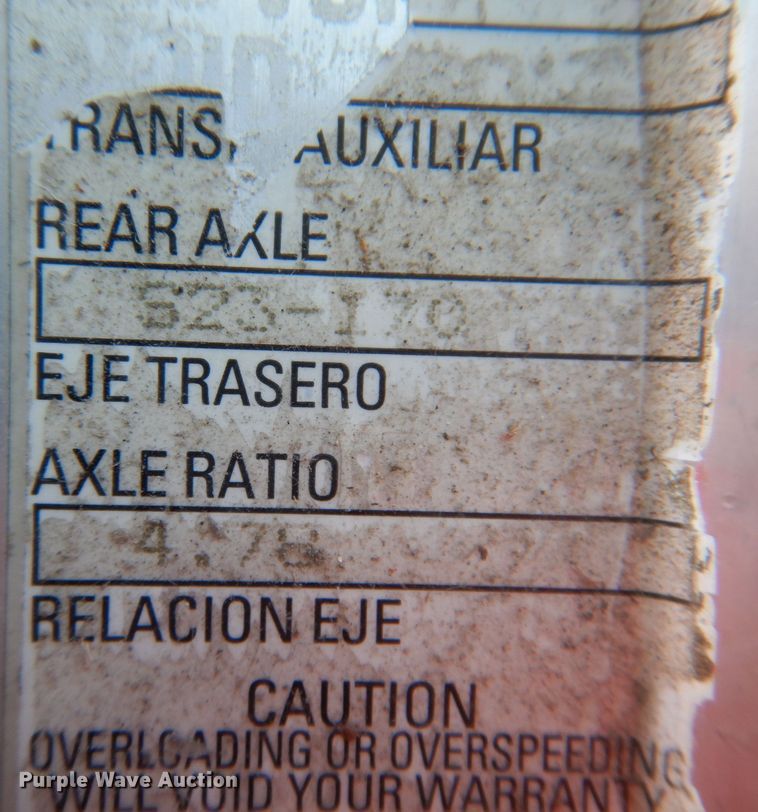 TRANS. AUXILIAR
REAR AXLE
S23-170
EJE TRASERO
AXLE RATIO
4.78
RELACION EJE
CAUTION
OVERLOADING OR OVERSPEEDING
WILL VOID YOUR WARRANTY
Purple Wave Auction